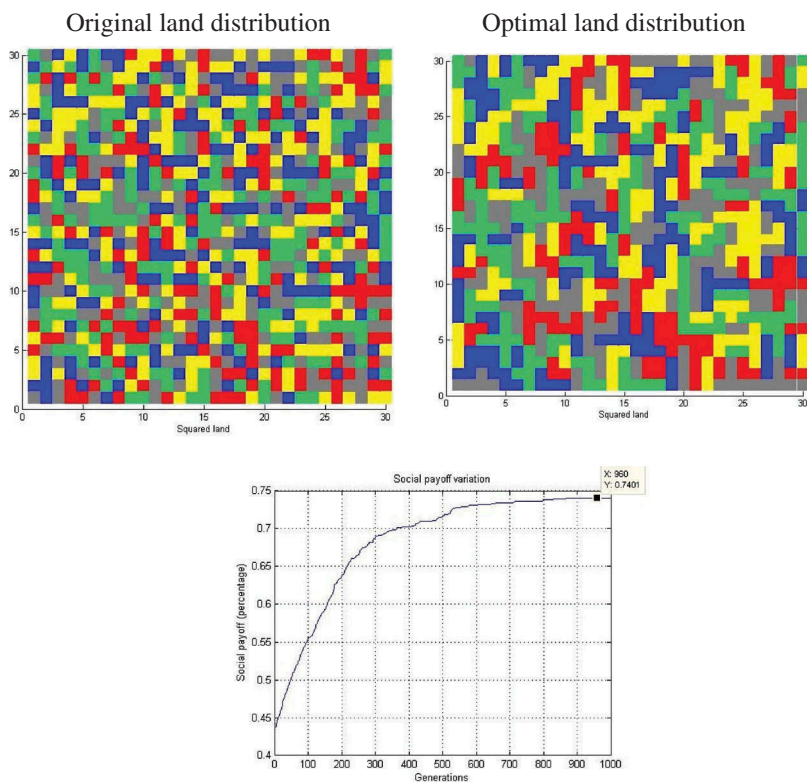 Original land distribution
Optimal land distribution
30
25
20
15
10
5
0
0 5 10 15 20 25 30
Squared land
30
25
20
15
10
5
0
0 5 10 15 20 25 30
Squared land
Social payoff variation
X: 960
Y: 0.7401
Social payoff (percentage)
0.75
0.7
0.65
0.6
0.55
0.5
0.45
0.4
0 100 200 300 400 500 600 700 800 900 1000
Generations